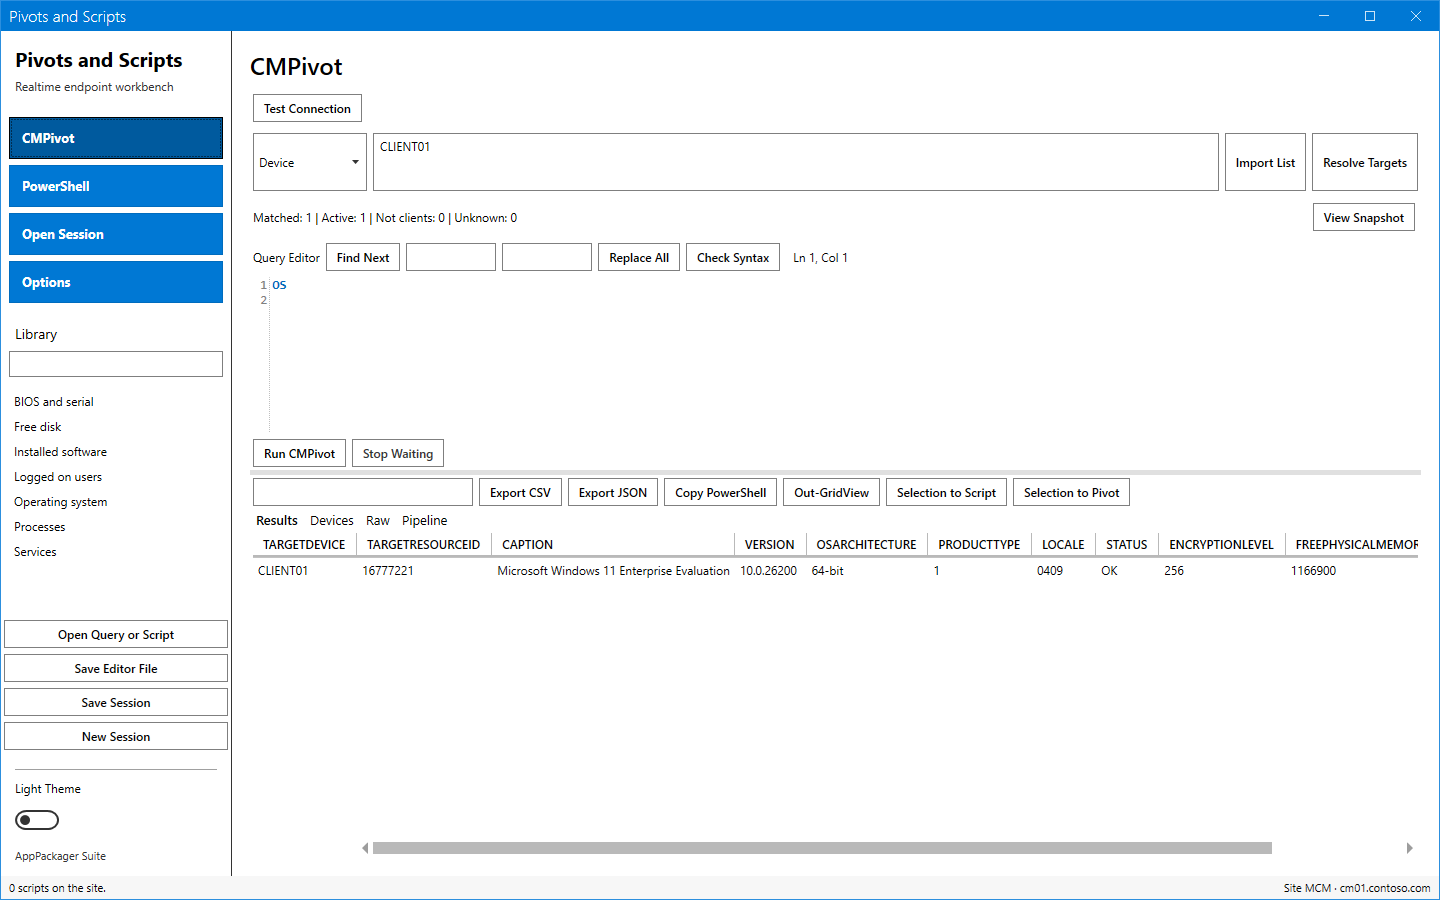 Pivots and Scripts
Pivots and Scripts
Realtime endpoint workbench
CMPivot
PowerShell
Open Session
Options
Library
BIOS and serial
Free disk
Installed software
Logged on users
Operating system
Processes
Services
Open Query or Script
Save Editor File
Save Session
New Session
Light Theme
AppPackager Suite
CMPivot
Test Connection
Device CLIENT01 Import List Resolve Targets
Matched: 1 | Active: 1 | Not clients: 0 | Unknown: 0 View Snapshot
Query Editor Find Next Replace All Check Syntax Ln 1, Col 1
1 OS
2
Run CMPivot Stop Waiting
Export CSV Export JSON Copy PowerShell Out-GridView Selection to Script Selection to Pivot
Results Devices Raw Pipeline
TARGETDEVICE TARGETRESOURCEID CAPTION VERSION OSARCHITECTURE PRODUCTTYPE LOCALE STATUS ENCRYPTIONLEVEL FREEPHYSICALMEMOR
CLIENT01 16777221 Microsoft Windows 11 Enterprise Evaluation 10.0.26200 64-bit 1 0409 OK 256 1166900
0 scripts on the site. Site MCM · cm01.contoso.com